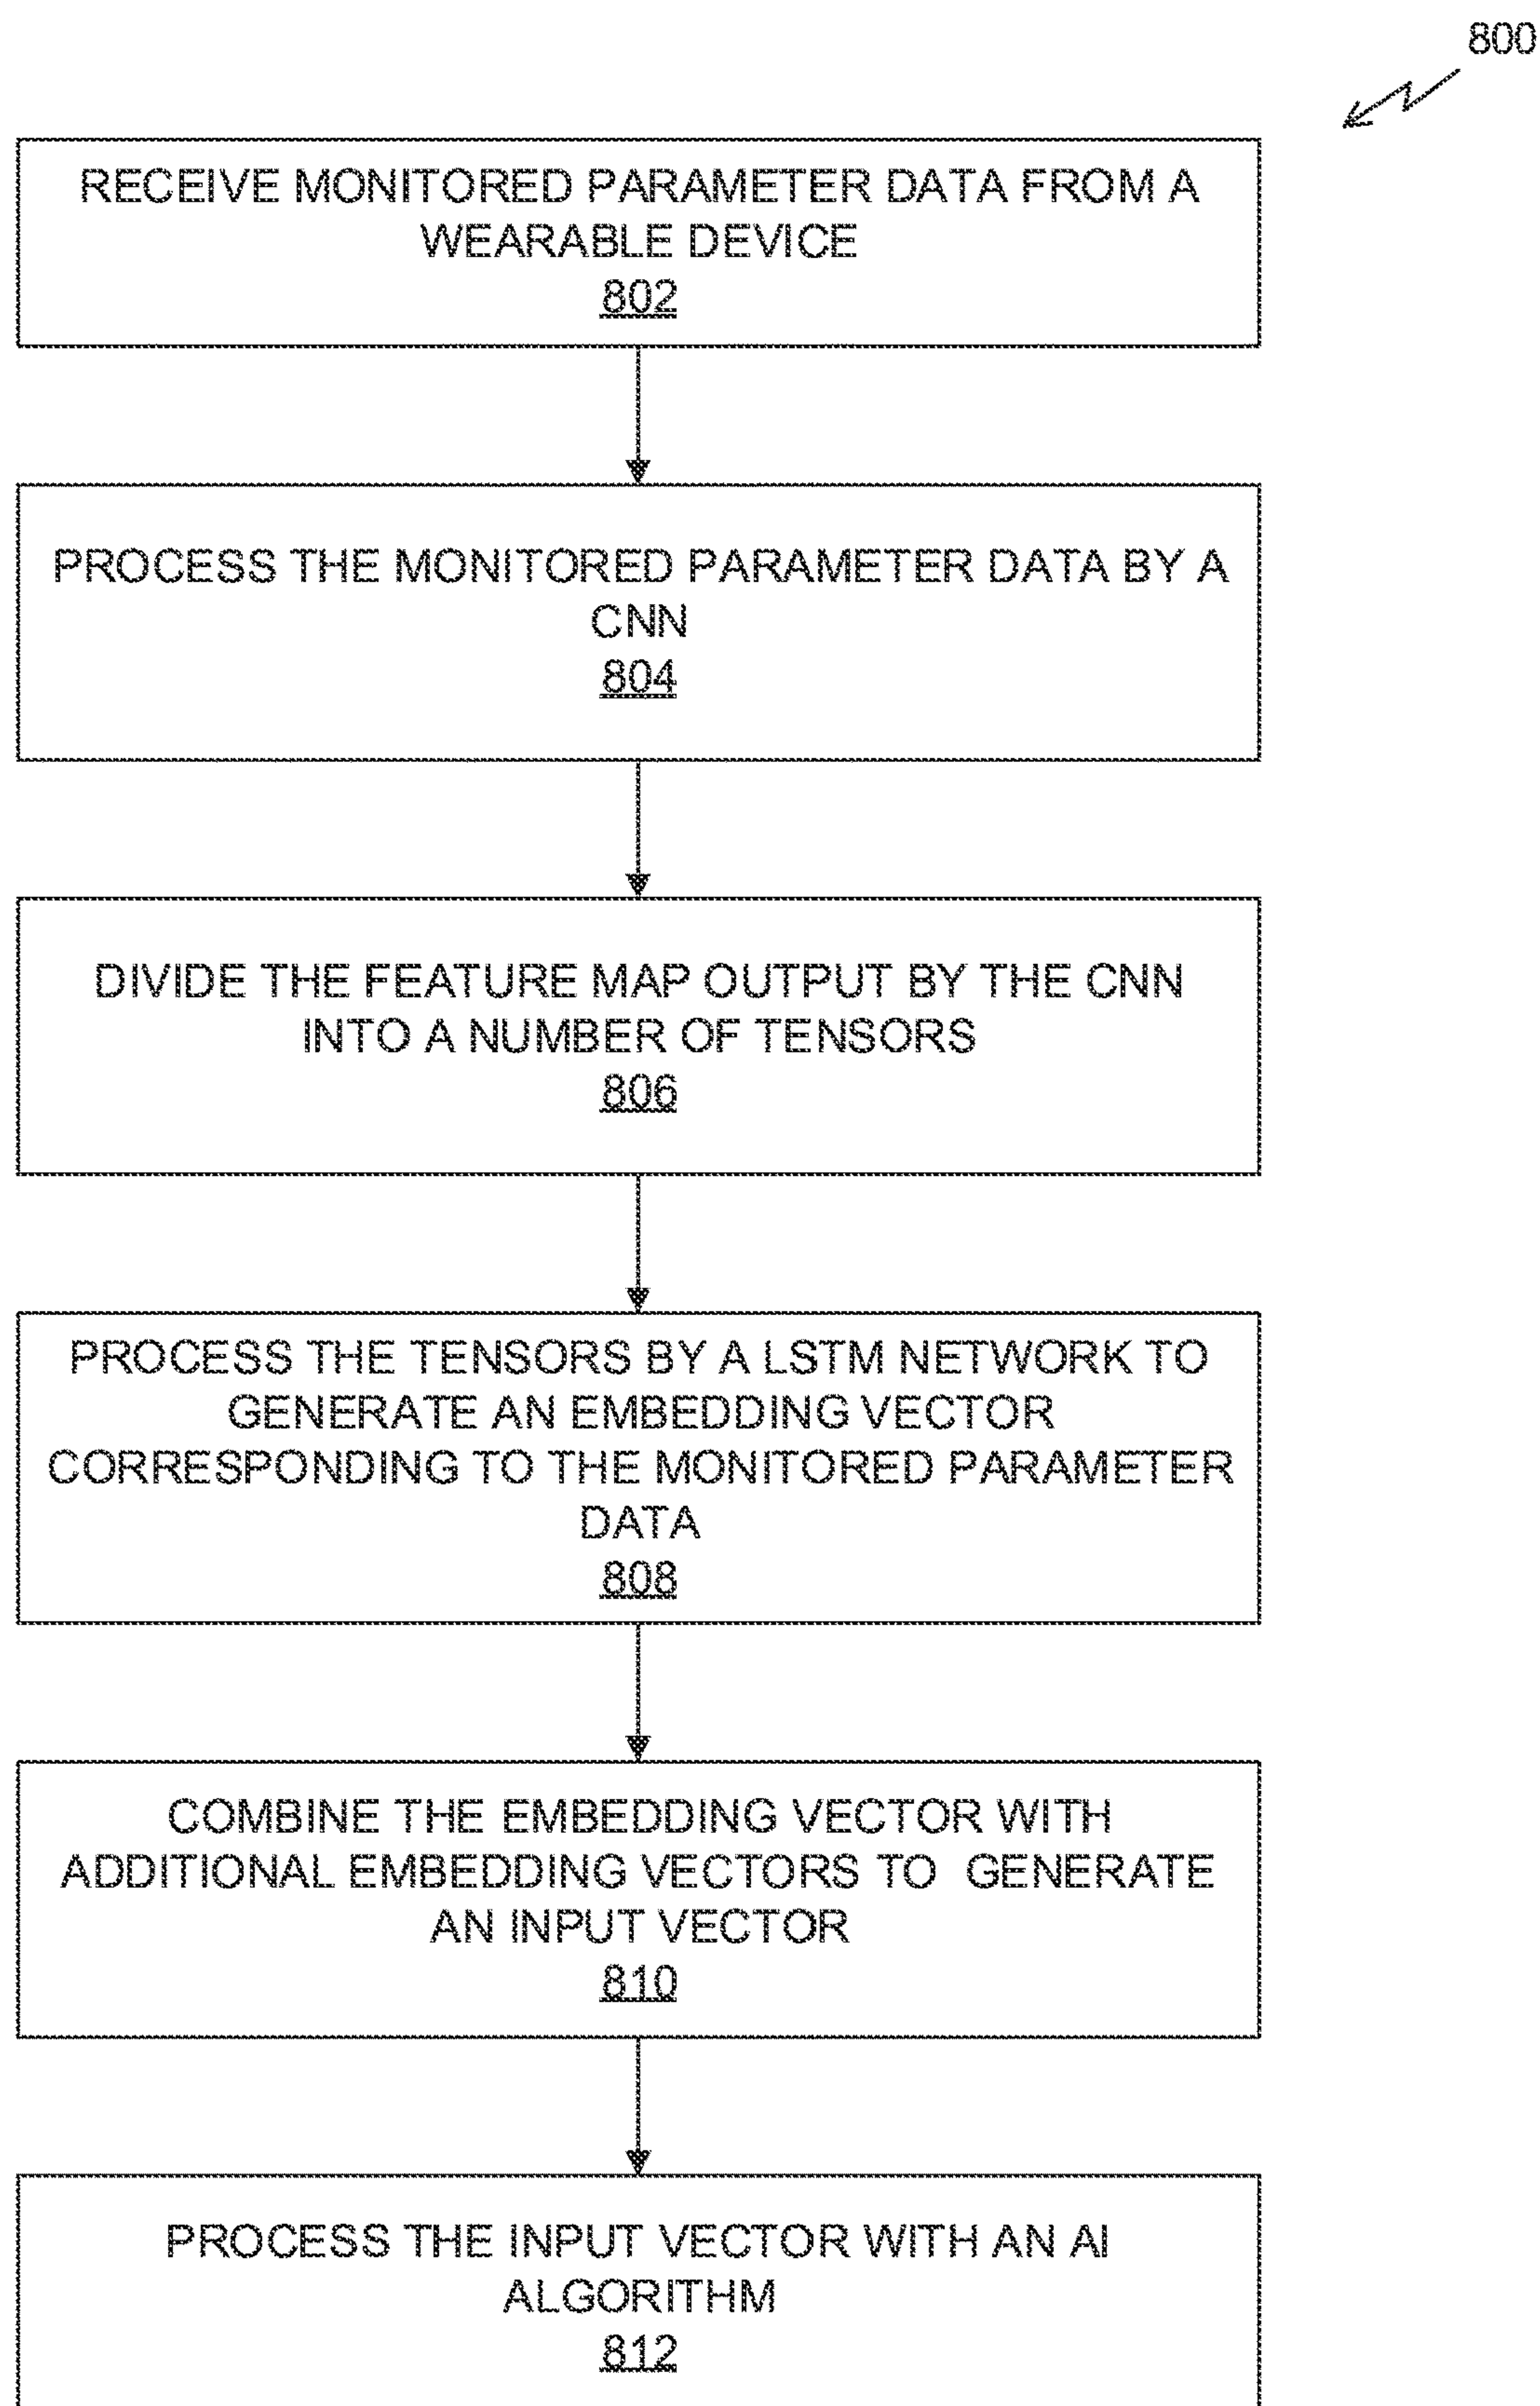 800
RECEIVE MONITORED PARAMETER DATA FROM A
WEARABLE DEVICE
802
PROCESS THE MONITORED PARAMETER DATA BY A
CNN
804
DIVIDE THE FEATURE MAP OUTPUT BY THE CNN
INTO A NUMBER OF TENSORS
806
PROCESS THE TENSORS BY A LSTM NETWORK TO
GENERATE AN EMBEDDING VECTOR
CORRESPONDING TO THE MONITORED PARAMETER
DATA
808
COMBINE THE EMBEDDING VECTOR WITH
ADDITIONAL EMBEDDING VECTORS TO GENERATE
AN INPUT VECTOR
810
PROCESS THE INPUT VECTOR WITH AN AI
ALGORITHM
812